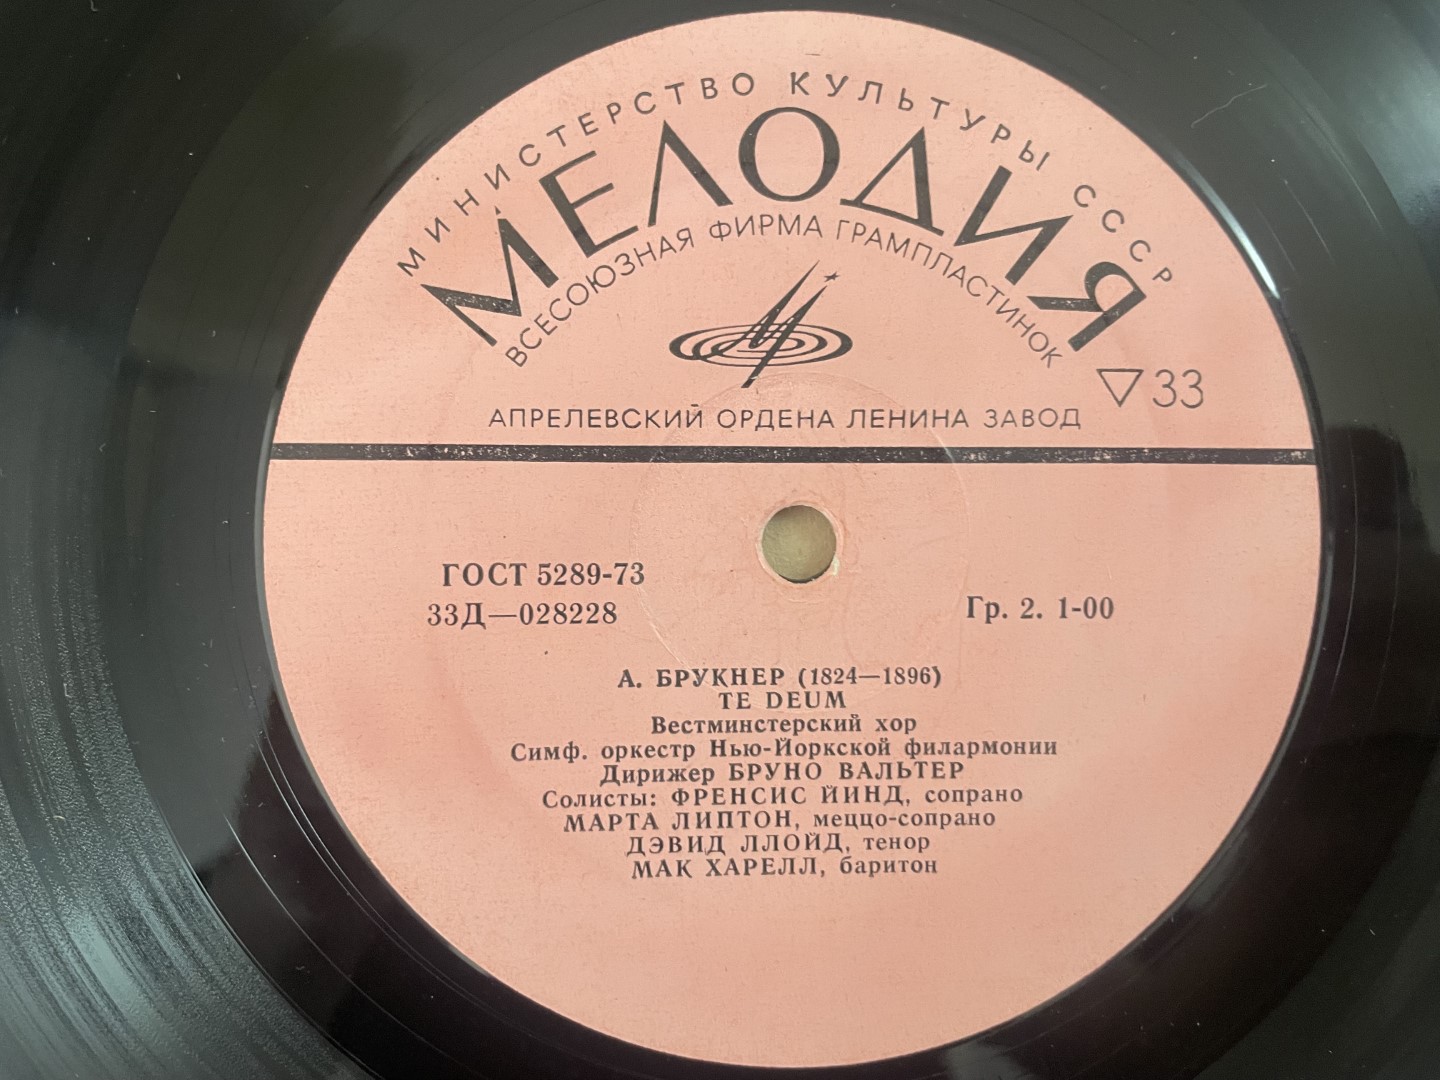 МИНИСТЕРСТВО КУЛЬТУРЫ СССР
МЕЛОДИЯ
ВСЕСОЮЗНАЯ ФИРМА ГРАМПЛАСТИНОК
▽33
АПРЕЛЕВСКИЙ ОРДЕНА ЛЕНИНА ЗАВОД
ГОСТ 5289-73
33Д—028228
Гр. 2. 1-00
А. БРУКНЕР (1824—1896)
TE DEUM
Вестминстерский хор
Симф. оркестр Нью-Йоркской филармонии
Дирижер БРУНО ВАЛЬТЕР
Солисты: ФРЕНСИС ЙИНД, сопрано
МАРТА ЛИПТОН, меццо-сопрано
ДЭВИД ЛЛОЙД, тенор
МАК ХАРЕЛЛ, баритон